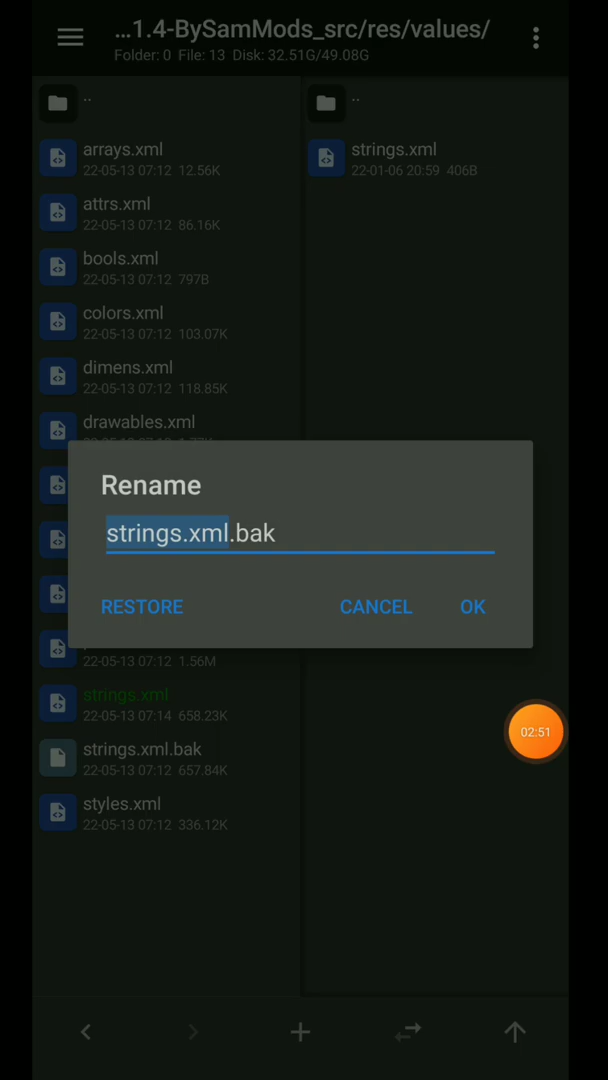 ...1.4-BySamMods_src/res/values/
Folder: 0 File: 13 Disk: 32.51G/49.08G
..
arrays.xml
22-05-13 07:12 12.56K
attrs.xml
22-05-13 07:12 86.16K
bools.xml
22-05-13 07:12 797B
colors.xml
22-05-13 07:12 103.07K
dimens.xml
22-05-13 07:12 118.85K
drawables.xml
..
strings.xml
22-01-06 20:59 406B
Rename
strings.xml.bak
RESTORE
CANCEL
OK
22-05-13 07:12 1.56M
strings.xml
22-05-13 07:14 658.23K
strings.xml.bak
22-05-13 07:12 657.84K
styles.xml
22-05-13 07:12 336.12K
02:51